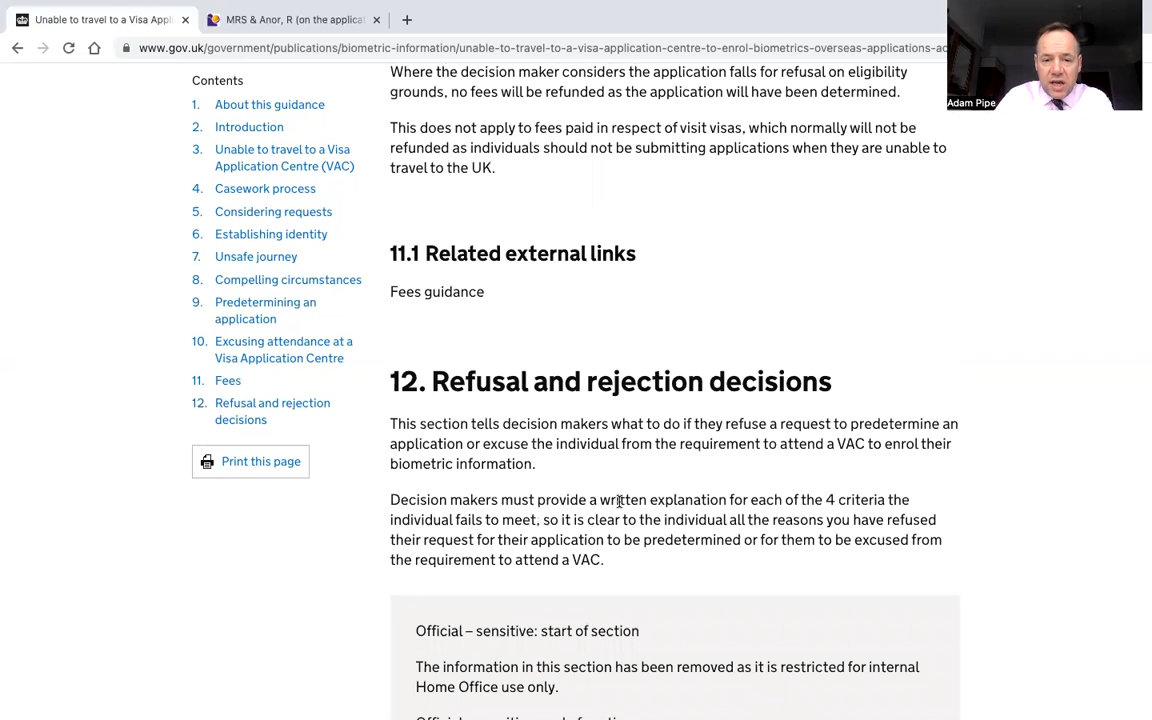 Unable to travel to a Visa Appli
MRS & Anor, R (on the applicat
www.gov.uk/government/publications/biometric-information/unable-to-travel-to-a-visa-application-centre-to-enrol-biometrics-overseas-applications-ac
Adam Pipe
Contents
1. About this guidance
2. Introduction
3. Unable to travel to a Visa
Application Centre (VAC)
4. Casework process
5. Considering requests
6. Establishing identity
7. Unsafe journey
8. Compelling circumstances
9. Predetermining an
application
10. Excusing attendance at a
Visa Application Centre
11. Fees
12. Refusal and rejection
decisions
Print this page
Where the decision maker considers the application falls for refusal on eligibility
grounds, no fees will be refunded as the application will have been determined.
This does not apply to fees paid in respect of visit visas, which normally will not be
refunded as individuals should not be submitting applications when they are unable to
travel to the UK.
11.1 Related external links
Fees guidance
12. Refusal and rejection decisions
This section tells decision makers what to do if they refuse a request to predetermine an
application or excuse the individual from the requirement to attend a VAC to enrol their
biometric information.
Decision makers must provide a written explanation for each of the 4 criteria the
individual fails to meet, so it is clear to the individual all the reasons you have refused
their request for their application to be predetermined or for them to be excused from
the requirement to attend a VAC.
Official – sensitive: start of section
The information in this section has been removed as it is restricted for internal
Home Office use only.